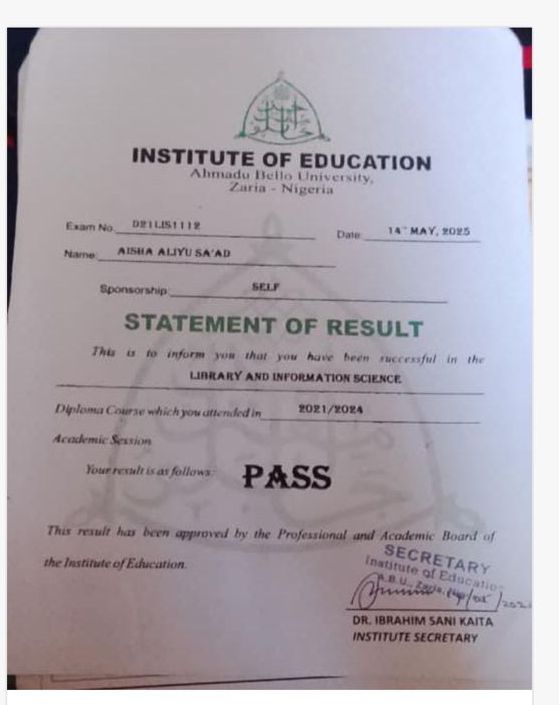 INSTITUTE OF EDUCATION
Ahmadu Bello University,
Zaria - Nigeria
Exam No. D21LIS1112 Date: 14th MAY, 2025
Name: AISHA ALIYU SA'AD
Sponsorship: SELF
STATEMENT OF RESULT
This is to inform you that you have been successful in the
LIBRARY AND INFORMATION SCIENCE
Diploma Course which you attended in 2021/2024
Academic Session
Your result is as follows: PASS
This result has been approved by the Professional and Academic Board of
the Institute of Education.
SECRETARY
Institute of Education
A.B.U., Zaria
DR. IBRAHIM SANI KAITA
INSTITUTE SECRETARY